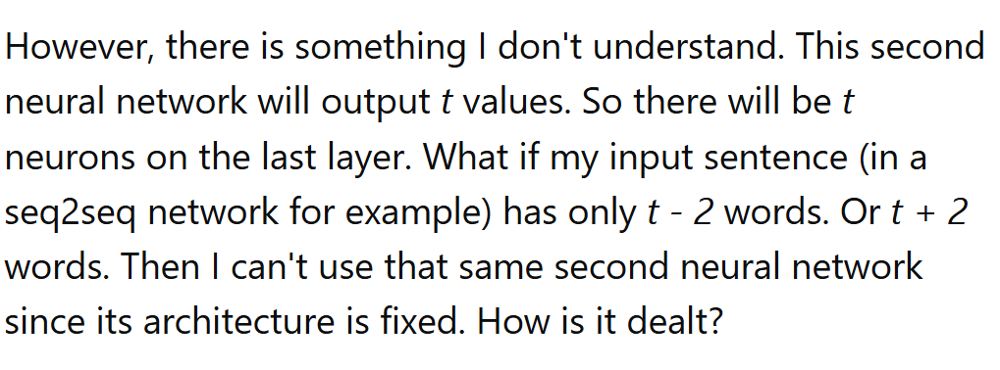 However, there is something I don't understand. This second
neural network will output t values. So there will be t
neurons on the last layer. What if my input sentence (in a
seq2seq network for example) has only t - 2 words. Or t + 2
words. Then I can't use that same second neural network
since its architecture is fixed. How is it dealt?